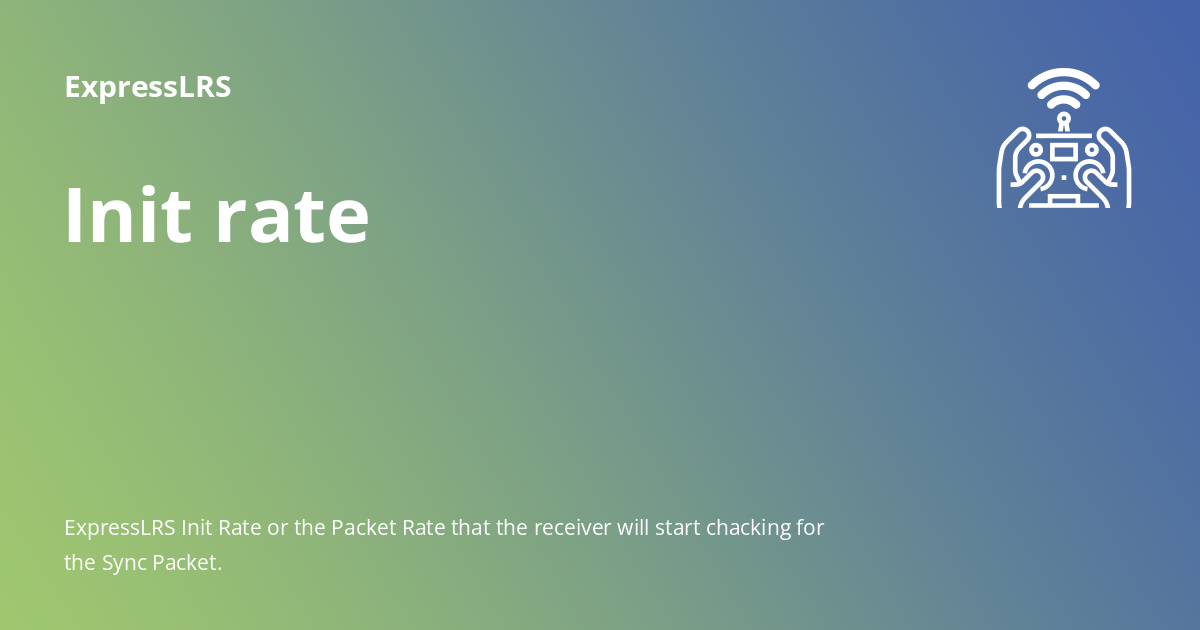 ExpressLRS
Init rate
ExpressLRS Init Rate or the Packet Rate that the receiver will start chacking for
the Sync Packet.